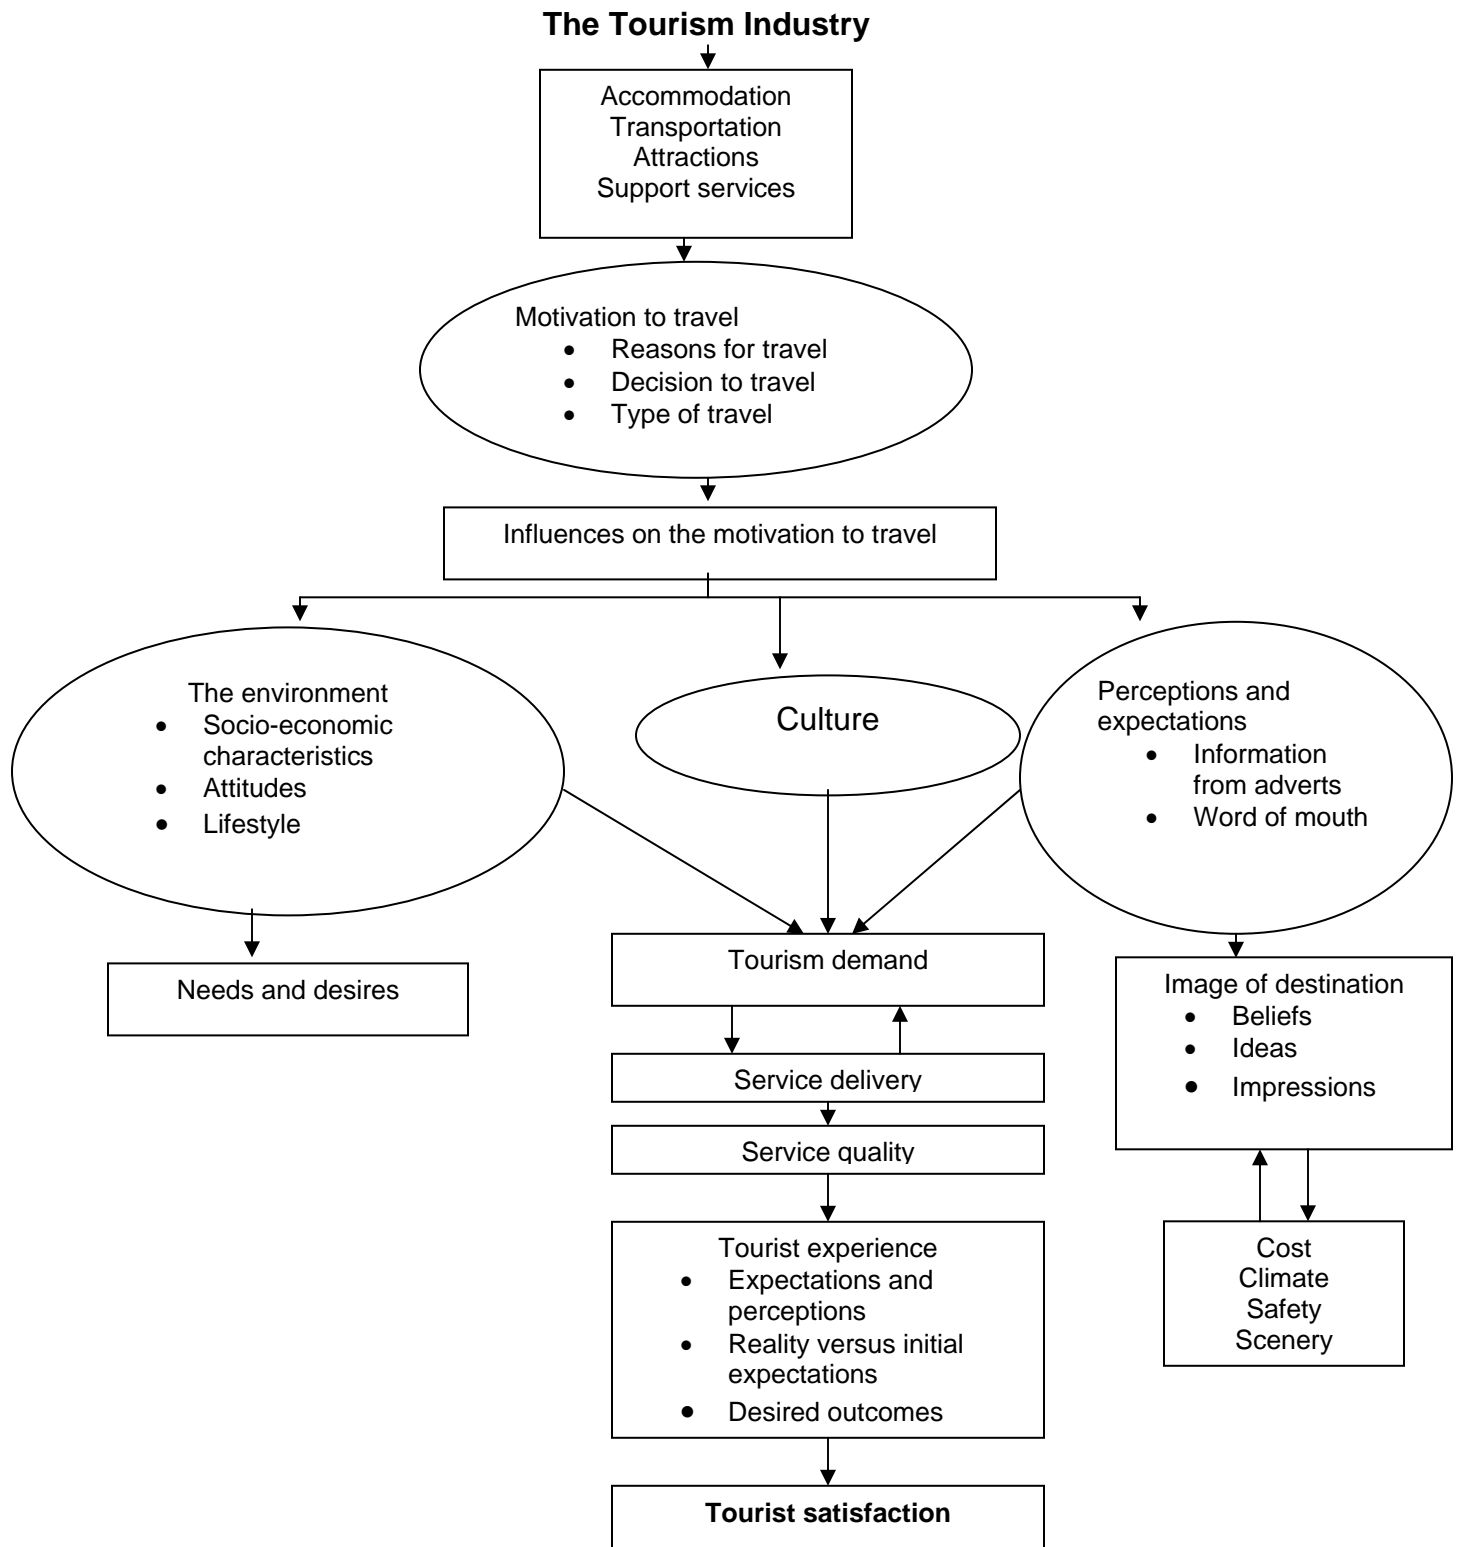 The Tourism Industry
Accommodation
Transportation
Attractions
Support services
Motivation to travel
• Reasons for travel
• Decision to travel
• Type of travel
Influences on the motivation to travel
The environment
• Socio-economic
characteristics
• Attitudes
• Lifestyle
Culture
Perceptions and
expectations
• Information
from adverts
• Word of mouth
Needs and desires
Tourism demand
Image of destination
• Beliefs
• Ideas
• Impressions
Service delivery
Service quality
Tourist experience
• Expectations and
perceptions
• Reality versus initial
expectations
• Desired outcomes
Cost
Climate
Safety
Scenery
Tourist satisfaction